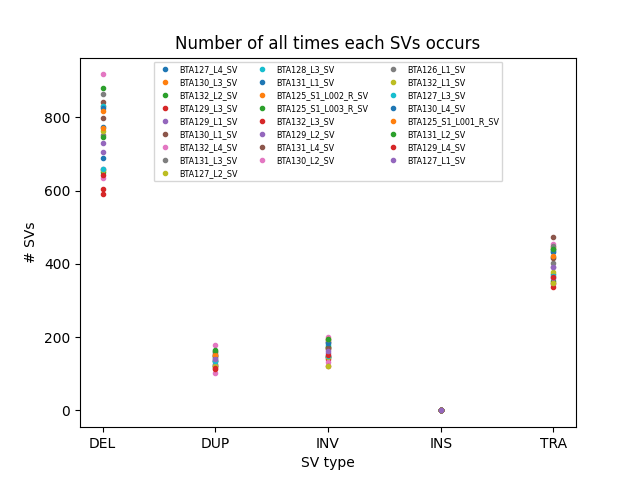 Number of all times each SVs occurs
# SVs
800
600
400
200
0
BTA127_L4_SV
BTA130_L3_SV
BTA132_L2_SV
BTA129_L3_SV
BTA129_L1_SV
BTA130_L1_SV
BTA132_L4_SV
BTA131_L3_SV
BTA127_L2_SV
BTA128_L3_SV
BTA131_L1_SV
BTA125_S1_L002_R_SV
BTA125_S1_L003_R_SV
BTA132_L3_SV
BTA129_L2_SV
BTA131_L4_SV
BTA130_L2_SV
BTA126_L1_SV
BTA132_L1_SV
BTA127_L3_SV
BTA130_L4_SV
BTA125_S1_L001_R_SV
BTA131_L2_SV
BTA129_L4_SV
BTA127_L1_SV
DEL DUP INV INS TRA
SV type